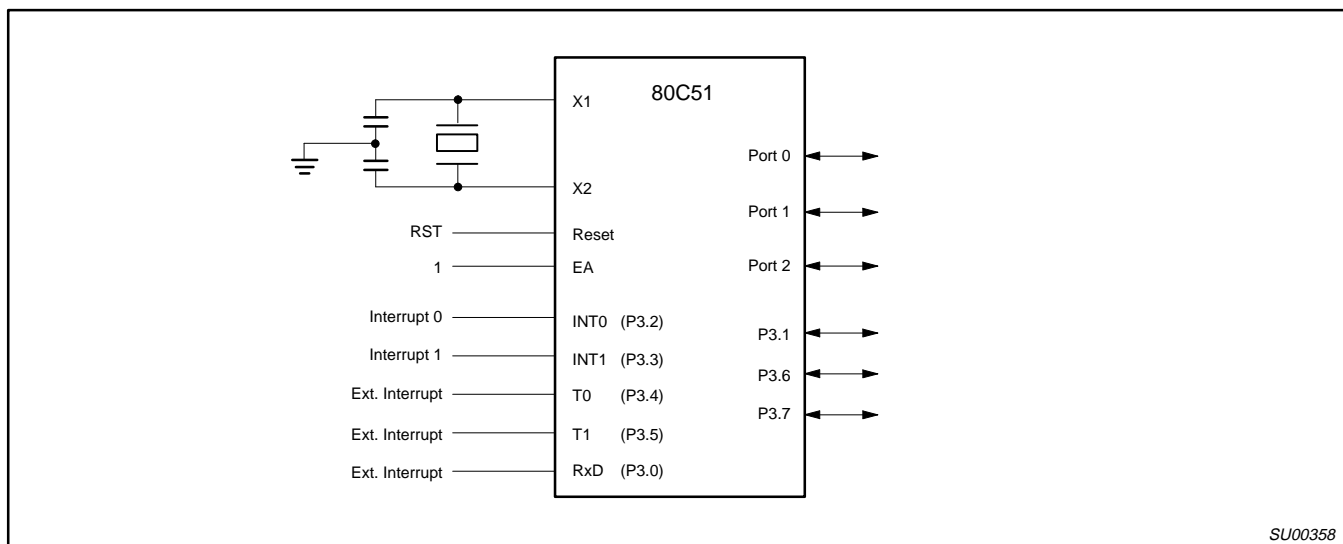 80C51
X1
X2
RST Reset
1 EA
Interrupt 0 INT0 (P3.2)
Interrupt 1 INT1 (P3.3)
Ext. Interrupt T0 (P3.4)
Ext. Interrupt T1 (P3.5)
Ext. Interrupt RxD (P3.0)
Port 0
Port 1
Port 2
P3.1
P3.6
P3.7
SU00358